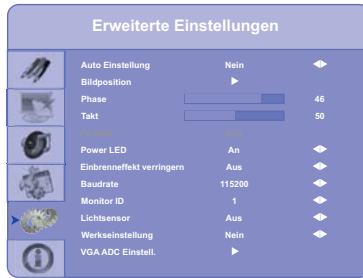 Erweiterte Einstellungen
Auto Einstellung Nein
Bildposition
Phase 46
Takt 50
Power LED An
Einbrenneffekt verringern Aus
Baudrate 115200
Monitor ID 1
Lichtsensor Aus
Werkseinstellung Nein
VGA ADC Einstell.